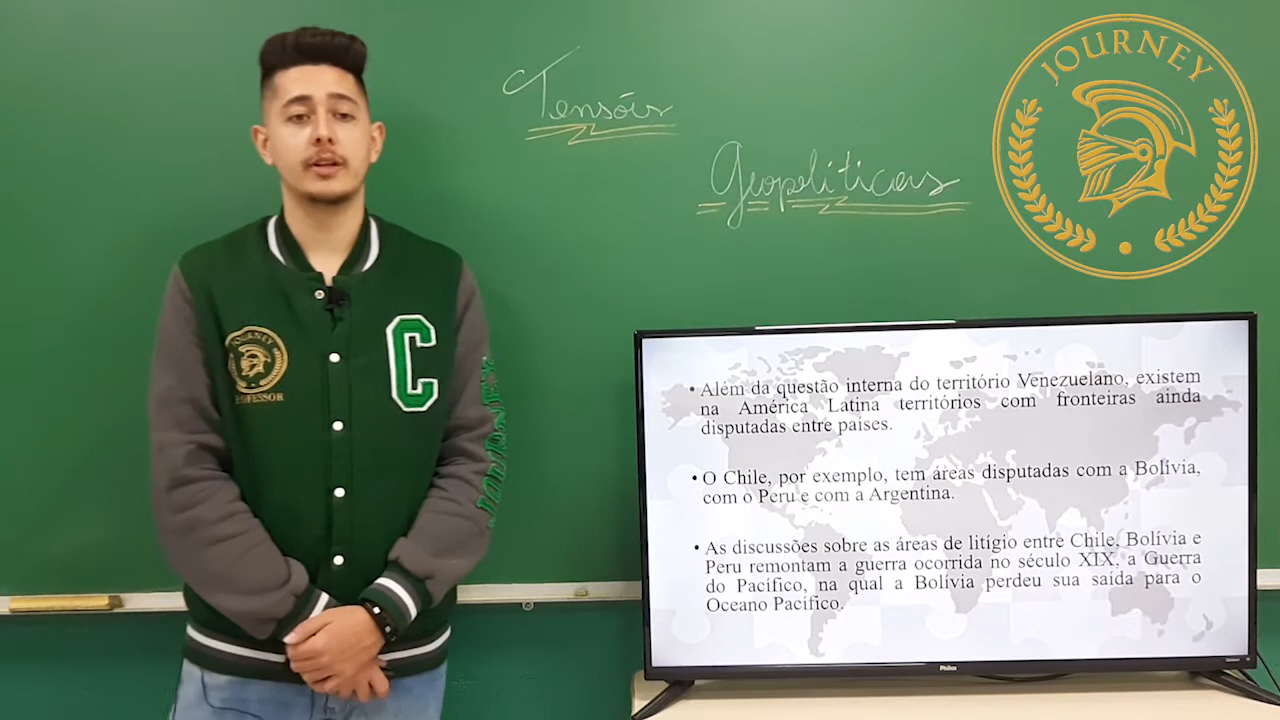 Tensões
Geopolíticas
JOURNEY
JOURNEY
PROFESSOR
C
JOURNEY
• Além da questão interna do território Venezuelano, existem
na América Latina territórios com fronteiras ainda
disputadas entre países.
• O Chile, por exemplo, tem áreas disputadas com a Bolívia,
com o Peru e com a Argentina.
• As discussões sobre as áreas de litígio entre Chile, Bolívia e
Peru remontam a guerra ocorrida no século XIX, a Guerra
do Pacífico, na qual a Bolívia perdeu sua saída para o
Oceano Pacífico.
Philco